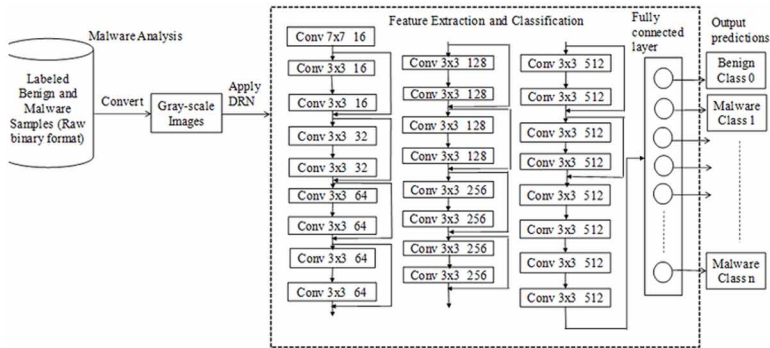 Malware Analysis
Labeled
Benign and
Malware
Samples (Raw
binary format)
Convert
Gray-scale
Images
Apply
DRN
Feature Extraction and Classification
Conv 7x7 16
Conv 3x3 16
Conv 3x3 16
Conv 3x3 32
Conv 3x3 32
Conv 3x3 64
Conv 3x3 64
Conv 3x3 64
Conv 3x3 64
Conv 3x3 128
Conv 3x3 128
Conv 3x3 128
Conv 3x3 128
Conv 3x3 256
Conv 3x3 256
Conv 3x3 256
Conv 3x3 256
Conv 3x3 512
Conv 3x3 512
Conv 3x3 512
Conv 3x3 512
Conv 3x3 512
Conv 3x3 512
Conv 3x3 512
Conv 3x3 512
Fully
connected
layer
Output
predictions
Benign
Class 0
Malware
Class 1
Malware
Class n